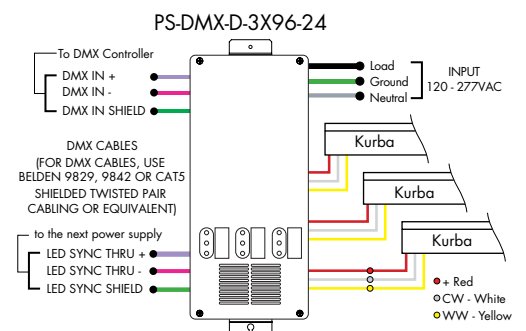 PS-DMX-D-3X96-24
To DMX Controller
DMX IN +
DMX IN -
DMX IN SHIELD
DMX CABLES
(FOR DMX CABLES, USE
BELDEN 9829, 9842 OR CAT5
SHIELDED TWISTED PAIR
CABLING OR EQUIVALENT)
to the next power supply
LED SYNC THRU +
LED SYNC THRU -
LED SYNC SHIELD
Load
Ground
Neutral
INPUT
120 - 277VAC
Kurba
Kurba
Kurba
+ Red
CW - White
WW - Yellow